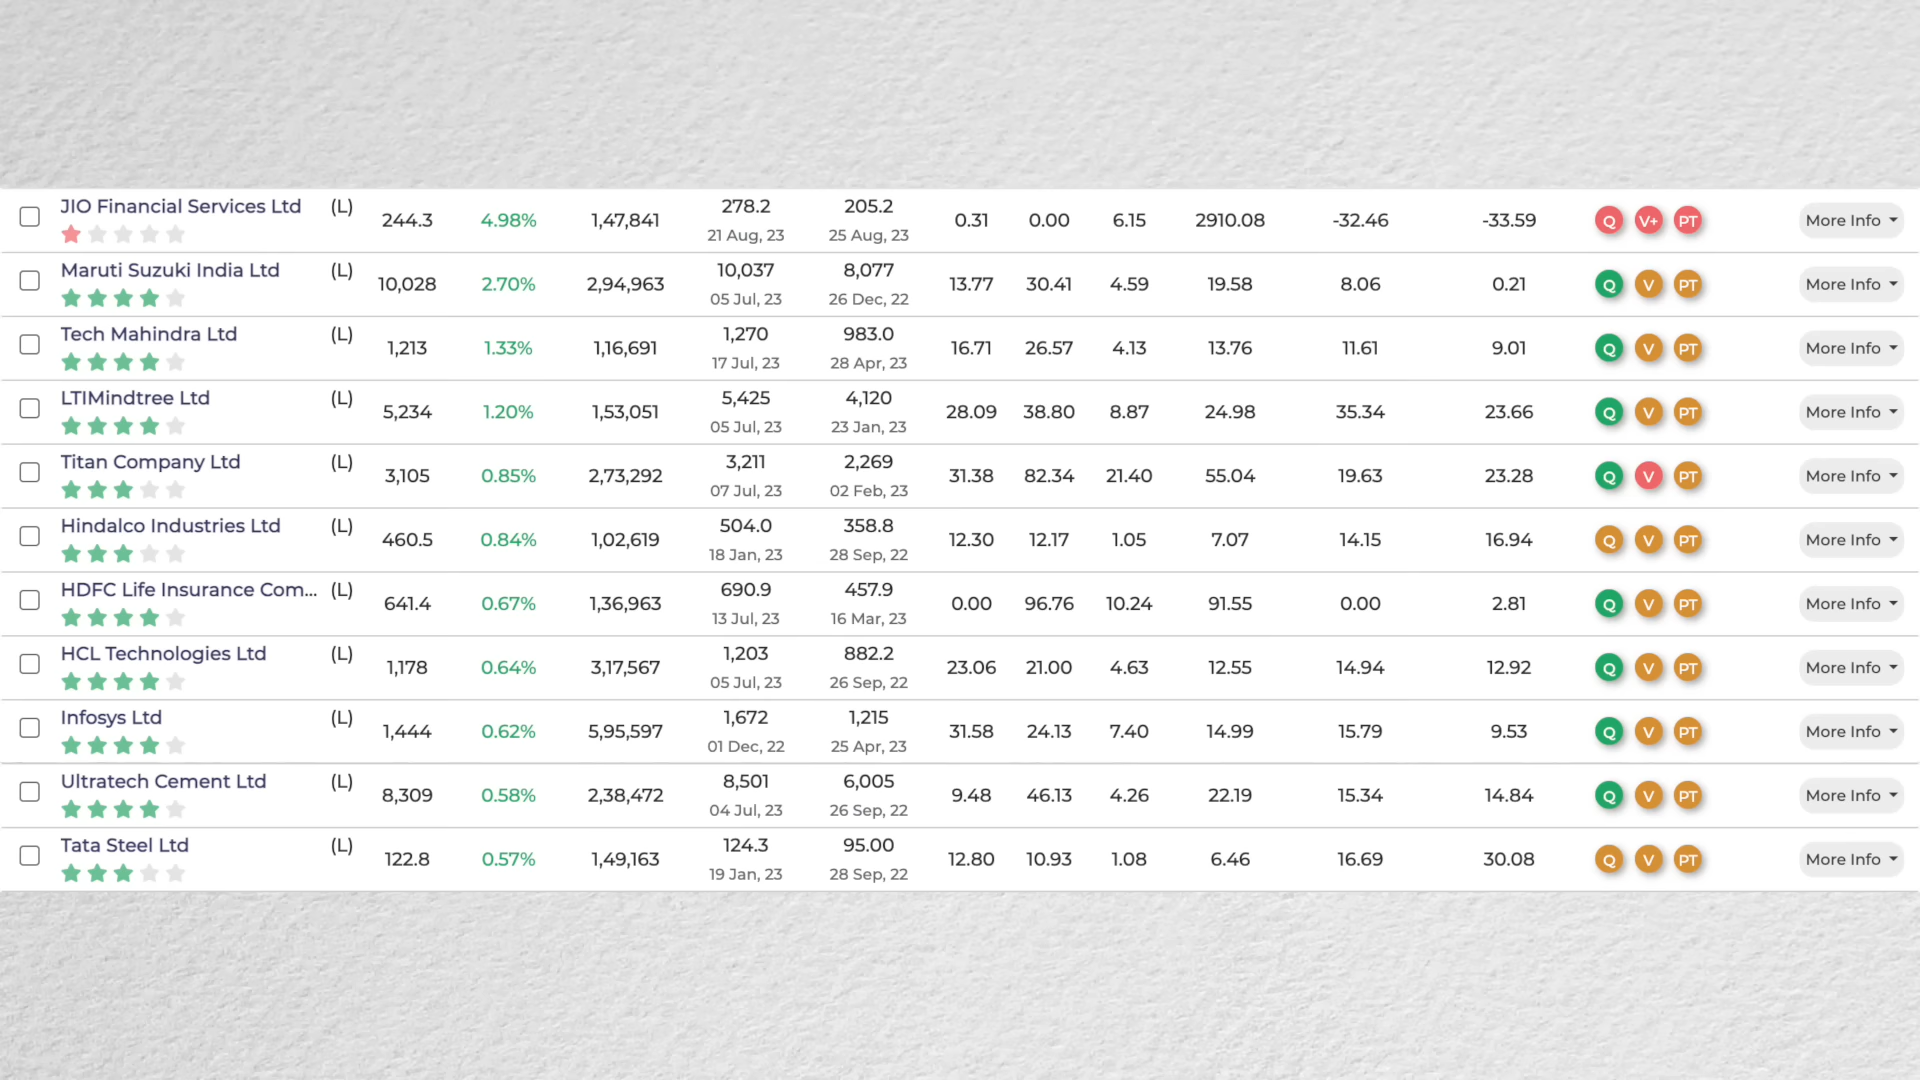 JIO Financial Services Ltd (L) 244.3 4.98% 1,47,841 278.2 205.2 0.31 0.00 6.15 2910.08 -32.46 -33.59 Q V+ PT More Info
21 Aug, 23 25 Aug, 23
Maruti Suzuki India Ltd (L) 10,028 2.70% 2,94,963 10,037 8,077 13.77 30.41 4.59 19.58 8.06 0.21 Q V PT More Info
05 Jul, 23 26 Dec, 22
Tech Mahindra Ltd (L) 1,213 1.33% 1,16,691 1,270 983.0 16.71 26.57 4.13 13.76 11.61 9.01 Q V PT More Info
17 Jul, 23 28 Apr, 23
LTIMindtree Ltd (L) 5,234 1.20% 1,53,051 5,425 4,120 28.09 38.80 8.87 24.98 35.34 23.66 Q V PT More Info
05 Jul, 23 23 Jan, 23
Titan Company Ltd (L) 3,105 0.85% 2,73,292 3,211 2,269 31.38 82.34 21.40 55.04 19.63 23.28 Q V PT More Info
07 Jul, 23 02 Feb, 23
Hindalco Industries Ltd (L) 460.5 0.84% 1,02,619 504.0 358.8 12.30 12.17 1.05 7.07 14.15 16.94 Q V PT More Info
18 Jan, 23 28 Sep, 22
HDFC Life Insurance Com... (L) 641.4 0.67% 1,36,963 690.9 457.9 0.00 96.76 10.24 91.55 0.00 2.81 Q V PT More Info
13 Jul, 23 16 Mar, 23
HCL Technologies Ltd (L) 1,178 0.64% 3,17,567 1,203 882.2 23.06 21.00 4.63 12.55 14.94 12.92 Q V PT More Info
05 Jul, 23 26 Sep, 22
Infosys Ltd (L) 1,444 0.62% 5,95,597 1,672 1,215 31.58 24.13 7.40 14.99 15.79 9.53 Q V PT More Info
01 Dec, 22 25 Apr, 23
Ultratech Cement Ltd (L) 8,309 0.58% 2,38,472 8,501 6,005 9.48 46.13 4.26 22.19 15.34 14.84 Q V PT More Info
04 Jul, 23 26 Sep, 22
Tata Steel Ltd (L) 122.8 0.57% 1,49,163 124.3 95.00 12.80 10.93 1.08 6.46 16.69 30.08 Q V PT More Info
19 Jan, 23 28 Sep, 22